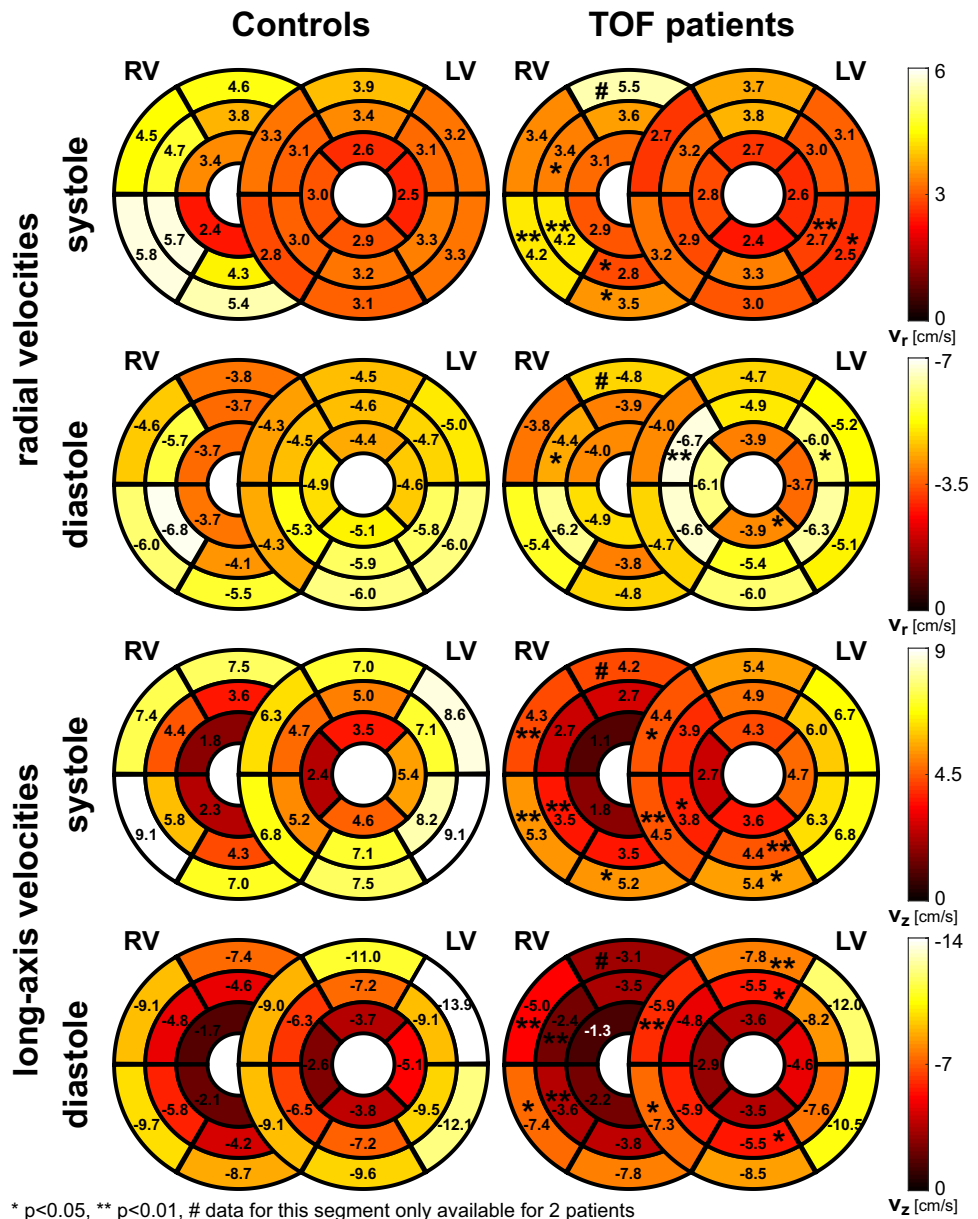 Controls TOF patients
RV LV RV LV
radial velocities
systole
4.6 3.9 # 5.5 3.7 6
3.8 3.4 3.6 3.8
4.5 4.7 3.3 3.1 3.1 3.2 3.4 3.4 * 2.7 3.2 3.0 3.1
3.4 2.6 3.1 2.7
3.0 2.5 2.8 2.6 3
2.4 2.9 2.9 2.4
5.8 5.7 2.8 3.0 3.3 3.3 ** 4.2 ** 4.2 3.2 2.9 ** 2.7 * 2.5
4.3 3.2 * 2.8 3.3
5.4 3.1 * 3.5 3.0 0
vr [cm/s]
RV LV RV LV
diastole
-3.8 -4.5 # -4.8 -4.7 -7
-3.7 -4.6 -3.9 -4.9
-4.6 -5.7 -4.3 -4.5 -4.7 -5.0 -3.8 -4.4 * -4.0 -6.7 ** -6.0 * -5.2
-3.7 -4.4 -4.0 -3.9
-4.9 -4.6 -6.1 -3.7 -3.5
-3.7 -5.1 -4.9 -3.9 *
-6.0 -6.8 -4.3 -5.3 -5.8 -6.0 -5.4 -6.2 -4.7 -6.6 -6.3 -5.1
-4.1 -5.9 -3.8 -5.4
-5.5 -6.0 -4.8 -6.0 0
vr [cm/s]
RV LV RV LV
long-axis velocities
systole
7.5 7.0 # 4.2 5.4 9
3.6 5.0 2.7 4.9
7.4 4.4 6.3 4.7 7.1 8.6 4.3 ** 2.7 4.4 * 3.9 6.0 6.7
1.8 3.5 1.1 4.3
2.4 5.4 2.7 4.7 4.5
2.3 4.6 1.8 3.6
9.1 5.8 6.8 5.2 8.2 9.1 ** 5.3 ** 3.5 ** 4.5 * 3.8 6.3 6.8
4.3 7.1 3.5 4.4 **
7.0 7.5 * 5.2 5.4 * 0
vz [cm/s]
RV LV RV LV
diastole
-7.4 -11.0 # -3.1 -7.8 ** -14
-4.6 -7.2 -3.5 -5.5 *
-9.1 -4.8 -9.0 -6.3 -9.1 -13.9 -5.0 ** -2.4 ** -5.9 ** -4.8 -8.2 -12.0
-1.7 -3.7 -1.3 -3.6
-2.6 -5.1 -2.9 -4.6 -7
-2.1 -3.8 -2.2 -3.5
-9.7 -5.8 -9.1 -6.5 -9.5 -12.1 * -7.4 ** -3.6 * -7.3 -5.9 -7.6 -10.5
-4.2 -7.2 -3.8 -5.5 *
-8.7 -9.6 -7.8 -8.5 0
vz [cm/s]
* p<0.05, ** p<0.01, # data for this segment only available for 2 patients